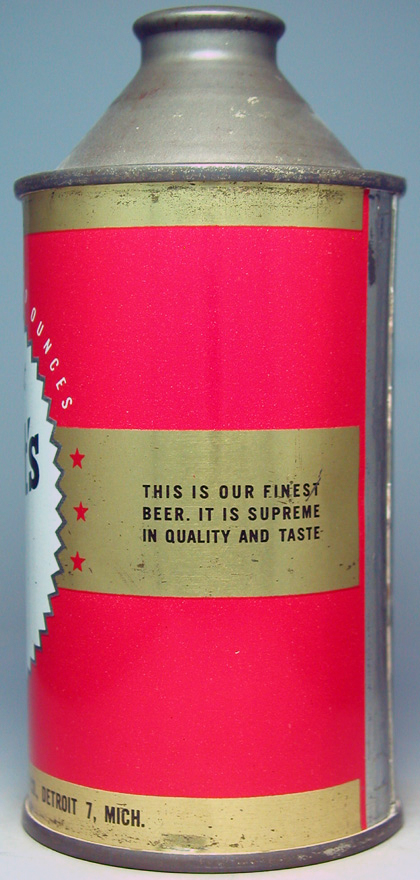 OUNCES
's
THIS IS OUR FINEST
BEER. IT IS SUPREME
IN QUALITY AND TASTE
DETROIT 7, MICH.